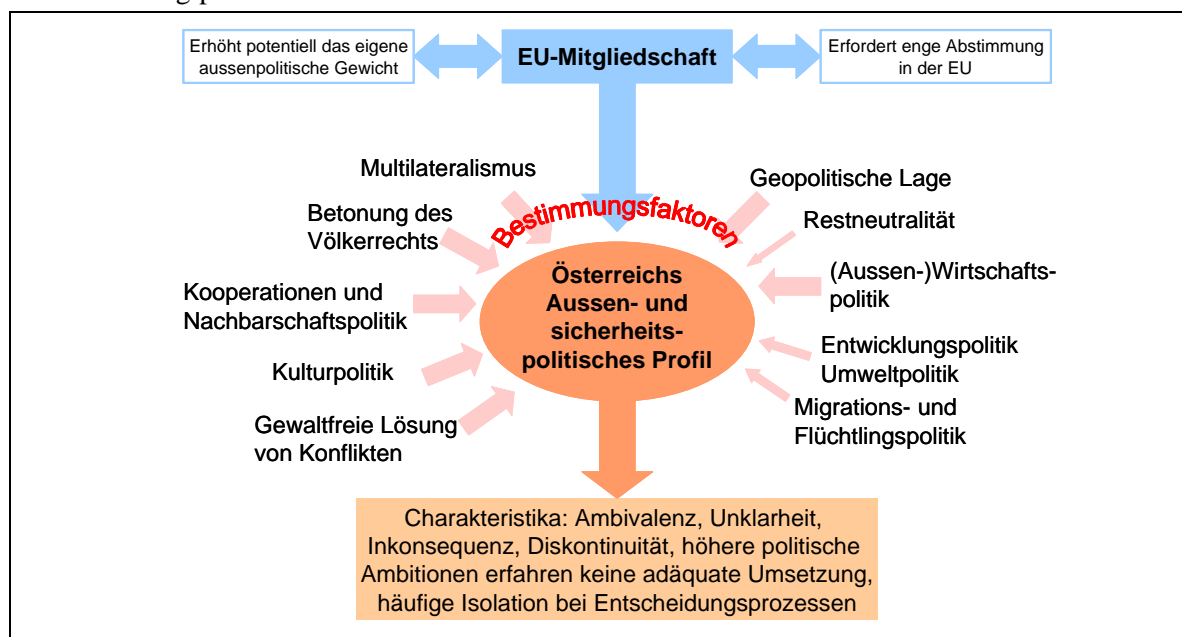 Erhöht potentiell das eigene
aussenpolitische Gewicht
EU-Mitgliedschaft
Erfordert enge Abstimmung
in der EU
Multilateralismus
Geopolitische Lage
Bestimmungsfaktoren
Betonung des
Völkerrechts
Restneutralität
Kooperationen und
Nachbarschaftspolitik
Österreichs
Aussen- und
sicherheits-
politisches Profil
(Aussen-)Wirtschafts-
politik
Kulturpolitik
Entwicklungspolitik
Umweltpolitik
Gewaltfreie Lösung
von Konflikten
Migrations- und
Flüchtlingspolitik
Charakteristika: Ambivalenz, Unklarheit,
Inkonsequenz, Diskontinuität, höhere politische
Ambitionen erfahren keine adäquate Umsetzung,
häufige Isolation bei Entscheidungsprozessen